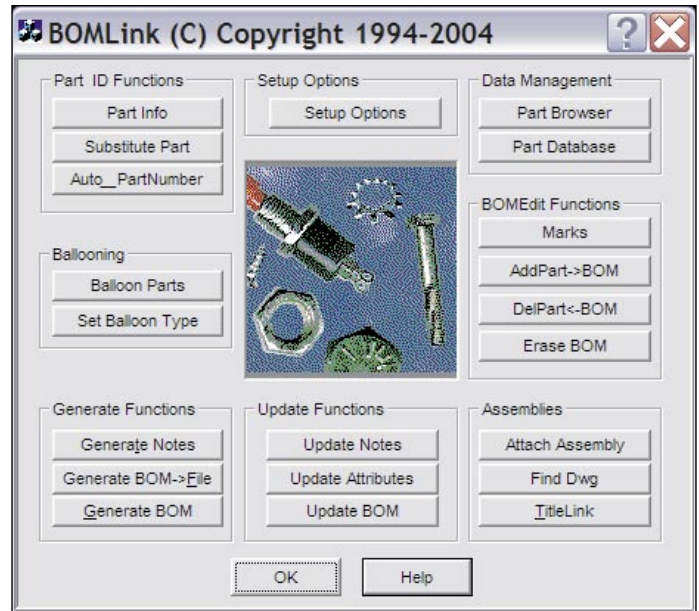 BOMLink (C) Copyright 1994-2004
?
Part ID Functions
Part Info
Substitute Part
Auto__PartNumber
Setup Options
Setup Options
Data Management
Part Browser
Part Database
Ballooning
Balloon Parts
Set Balloon Type
BOMEdit Functions
Marks
AddPart->BOM
DelPart<-BOM
Erase BOM
Generate Functions
Generate Notes
Generate BOM->File
Generate BOM
Update Functions
Update Notes
Update Attributes
Update BOM
Assemblies
Attach Assembly
Find Dwg
TitleLink
OK
Help